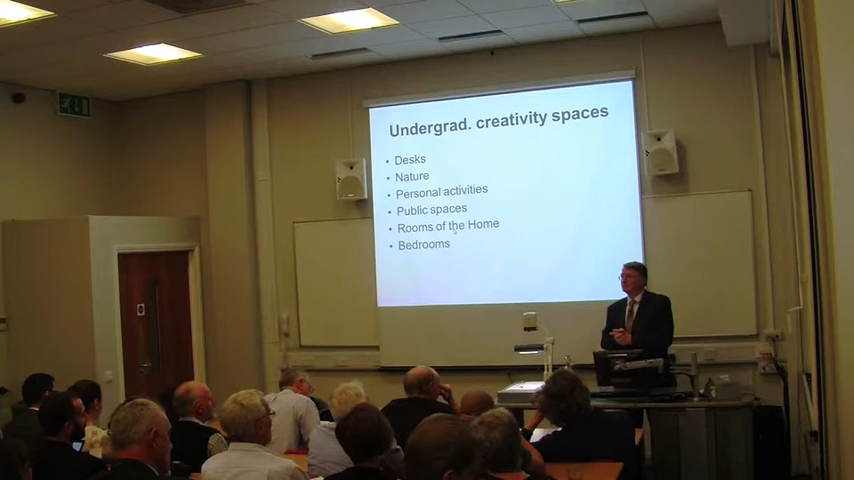 Undergrad. creativity spaces
• Desks
• Nature
• Personal activities
• Public spaces
• Rooms of the Home
• Bedrooms